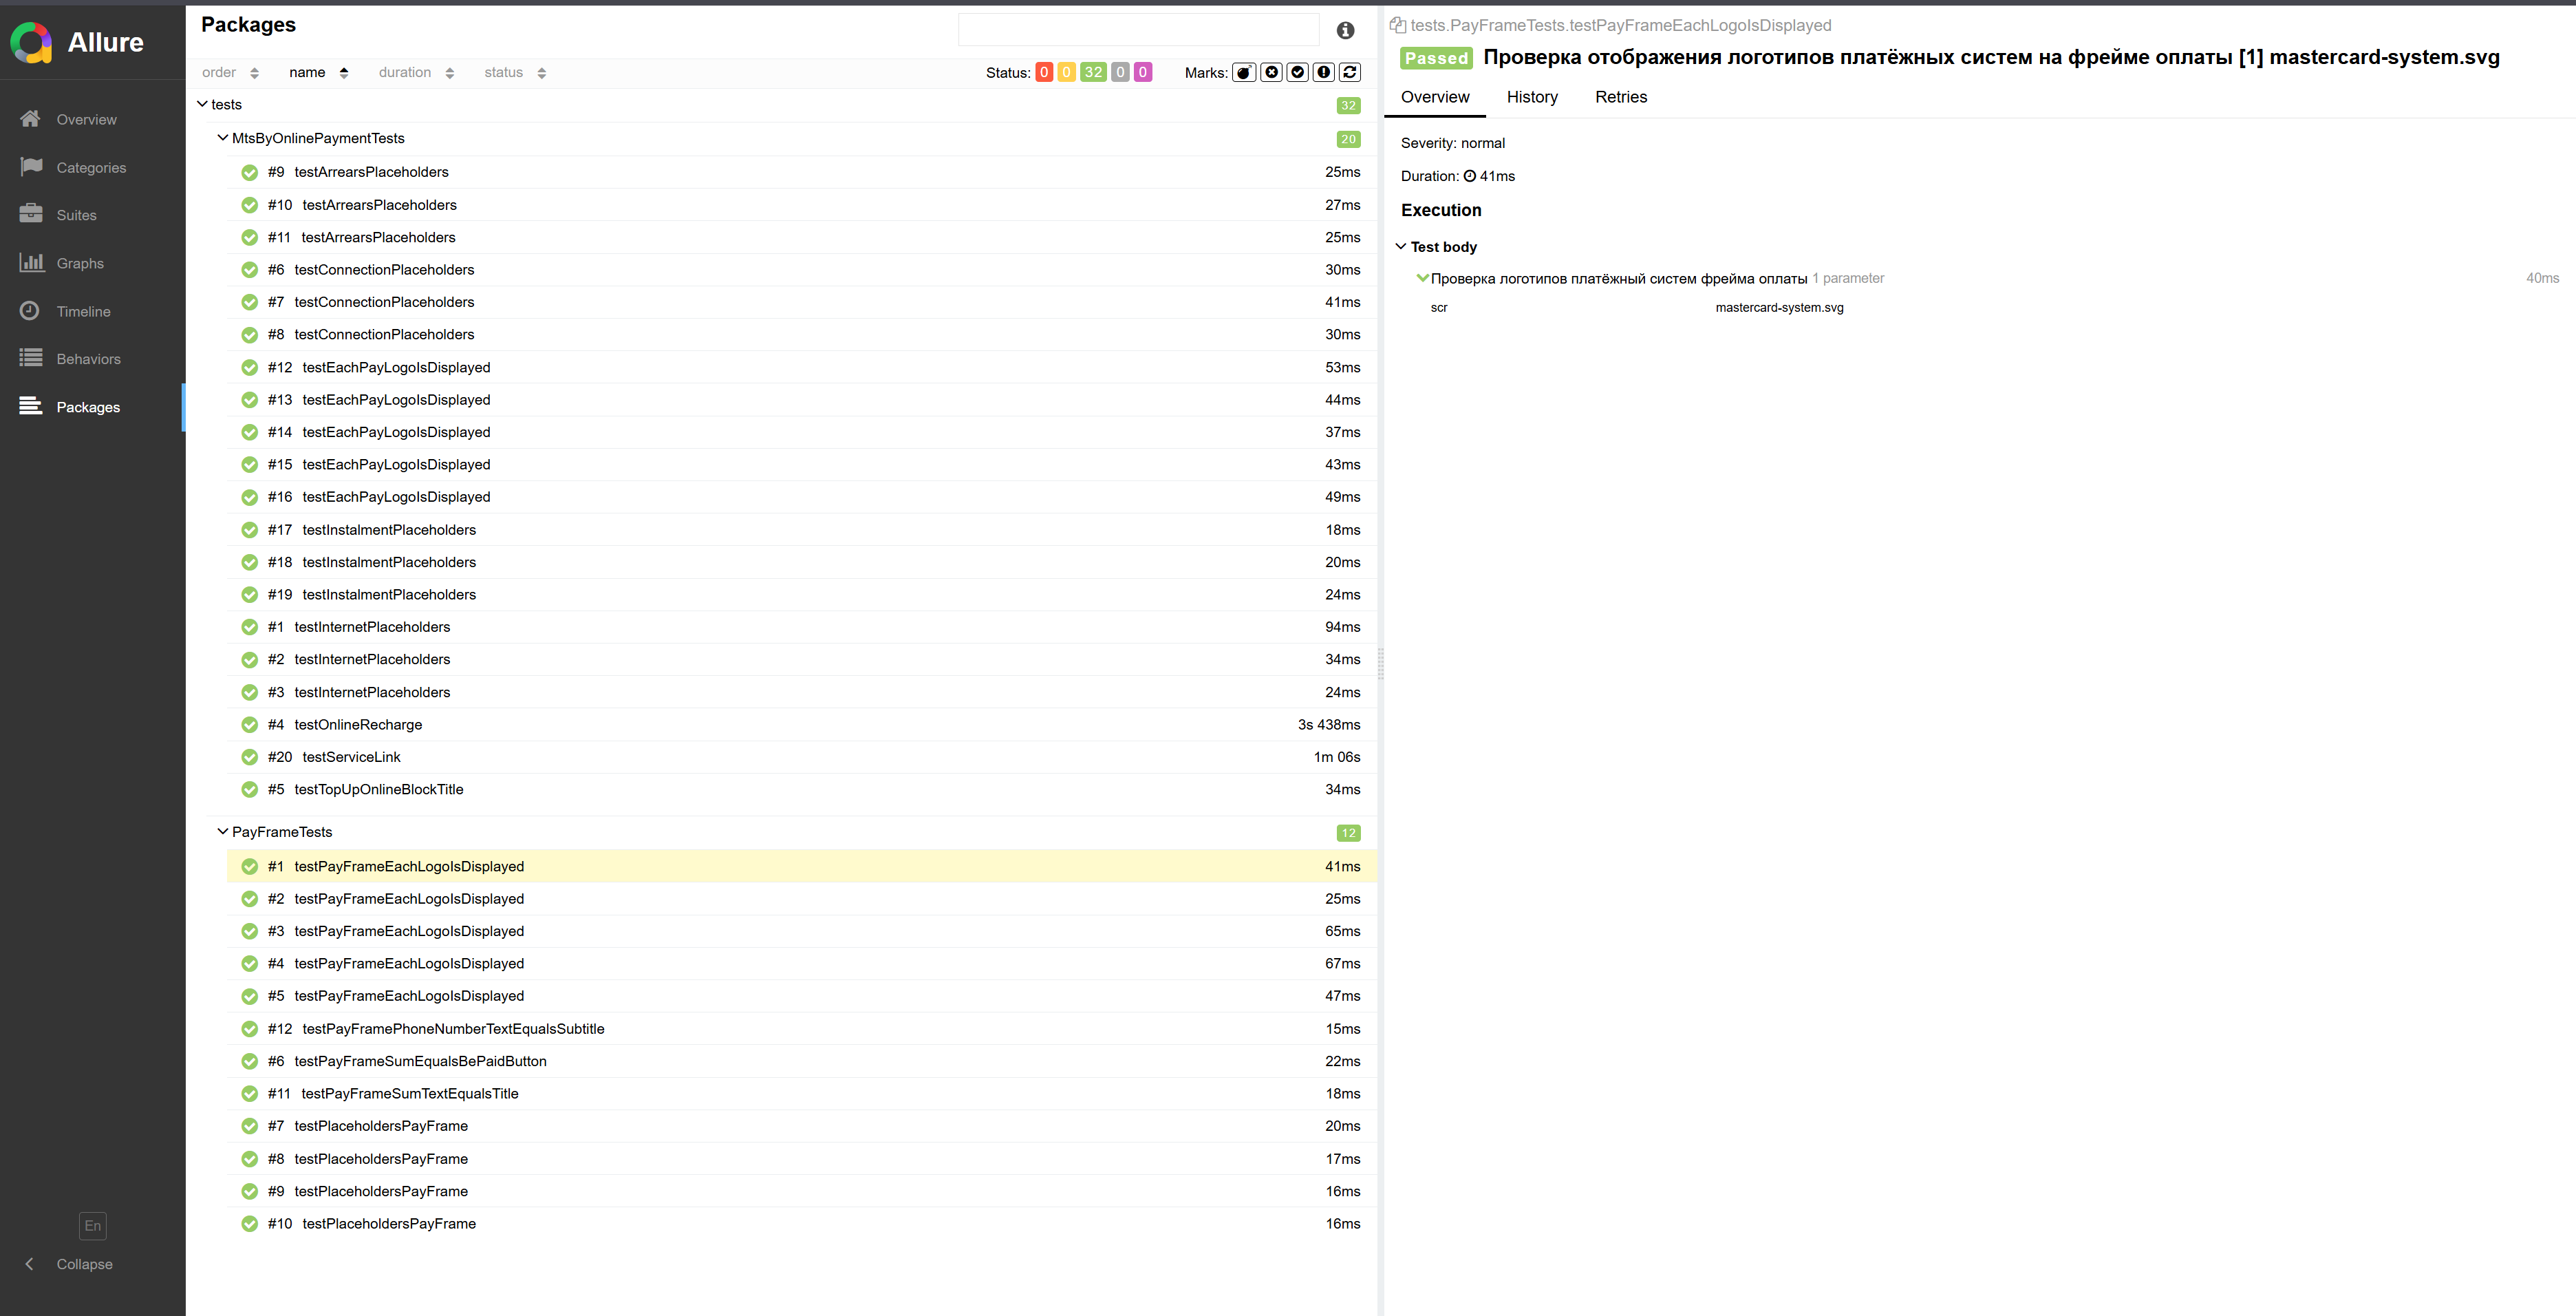 Allure
Overview
Categories
Suites
Graphs
Timeline
Behaviors
Packages
En
Collapse
Packages
order name duration status Status: 0 0 32 0 0 Marks:
tests 32
MtsByOnlinePaymentTests 20
#9 testArrearsPlaceholders 25ms
#10 testArrearsPlaceholders 27ms
#11 testArrearsPlaceholders 25ms
#6 testConnectionPlaceholders 30ms
#7 testConnectionPlaceholders 41ms
#8 testConnectionPlaceholders 30ms
#12 testEachPayLogoIsDisplayed 53ms
#13 testEachPayLogoIsDisplayed 44ms
#14 testEachPayLogoIsDisplayed 37ms
#15 testEachPayLogoIsDisplayed 43ms
#16 testEachPayLogoIsDisplayed 49ms
#17 testInstalmentPlaceholders 18ms
#18 testInstalmentPlaceholders 20ms
#19 testInstalmentPlaceholders 24ms
#1 testInternetPlaceholders 94ms
#2 testInternetPlaceholders 34ms
#3 testInternetPlaceholders 24ms
#4 testOnlineRecharge 3s 438ms
#20 testServiceLink 1m 06s
#5 testTopUpOnlineBlockTitle 34ms
PayFrameTests 12
#1 testPayFrameEachLogoIsDisplayed 41ms
#2 testPayFrameEachLogoIsDisplayed 25ms
#3 testPayFrameEachLogoIsDisplayed 65ms
#4 testPayFrameEachLogoIsDisplayed 67ms
#5 testPayFrameEachLogoIsDisplayed 47ms
#12 testPayFramePhoneNumberTextEqualsSubtitle 15ms
#6 testPayFrameSumEqualsBePaidButton 22ms
#11 testPayFrameSumTextEqualsTitle 18ms
#7 testPlaceholdersPayFrame 20ms
#8 testPlaceholdersPayFrame 17ms
#9 testPlaceholdersPayFrame 16ms
#10 testPlaceholdersPayFrame 16ms
tests.PayFrameTests.testPayFrameEachLogoIsDisplayed
Passed Проверка отображения логотипов платёжных систем на фрейме оплаты [1] mastercard-system.svg
Overview History Retries
Severity: normal
Duration: 41ms
Execution
Test body
Проверка логотипов платёжный систем фрейма оплаты 1 parameter 40ms
scr mastercard-system.svg